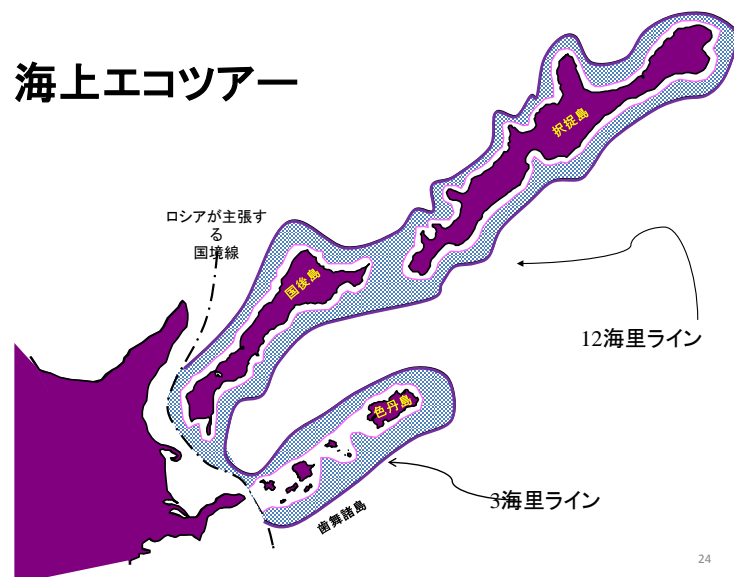 海上エコツアー
択捉島
ロシアが主張す
る
国境線
国後島
12海里ライン
色丹島
3海里ライン
歯舞諸島
24